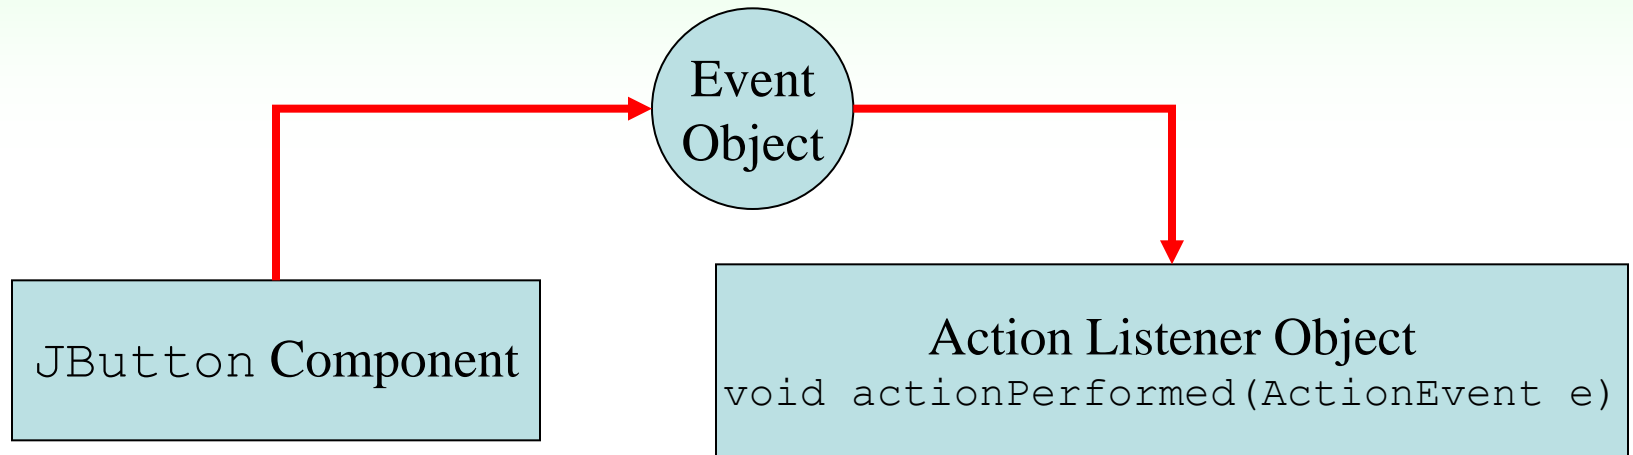 Event
Object
JButton Component
Action Listener Object
void actionPerformed(ActionEvent e)